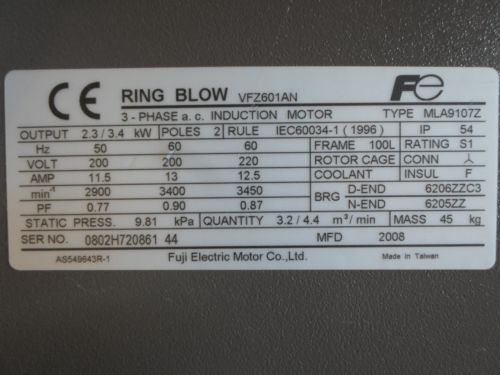 CE RING BLOW VFZ601AN Fe
3 - PHASE a. c. INDUCTION MOTOR TYPE MLA9107Z
OUTPUT 2.3 / 3.4 kW POLES 2 RULE IEC60034-1 ( 1996 ) IP 54
Hz 50 60 60 FRAME 100L RATING S1
VOLT 200 200 220 ROTOR CAGE CONN Y
AMP 11.5 13 12.5 COOLANT INSUL F
min⁻¹ 2900 3400 3450 BRG D-END 6206ZZC3
PF 0.77 0.90 0.87 N-END 6205ZZ
STATIC PRESS. 9.81 kPa QUANTITY 3.2 / 4.4 m³ / min MASS 45 kg
SER NO. 0802H720861 44 MFD 2008
AS549643R-1 Fuji Electric Motor Co.,Ltd. Made in Taiwan